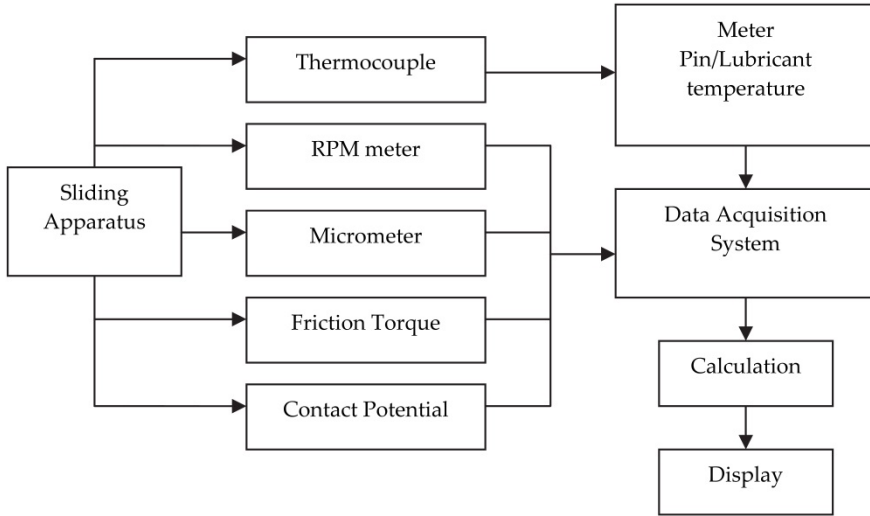 Sliding
Apparatus
Thermocouple
RPM meter
Micrometer
Friction Torque
Contact Potential
Meter
Pin/Lubricant
temperature
Data Acquisition
System
Calculation
Display